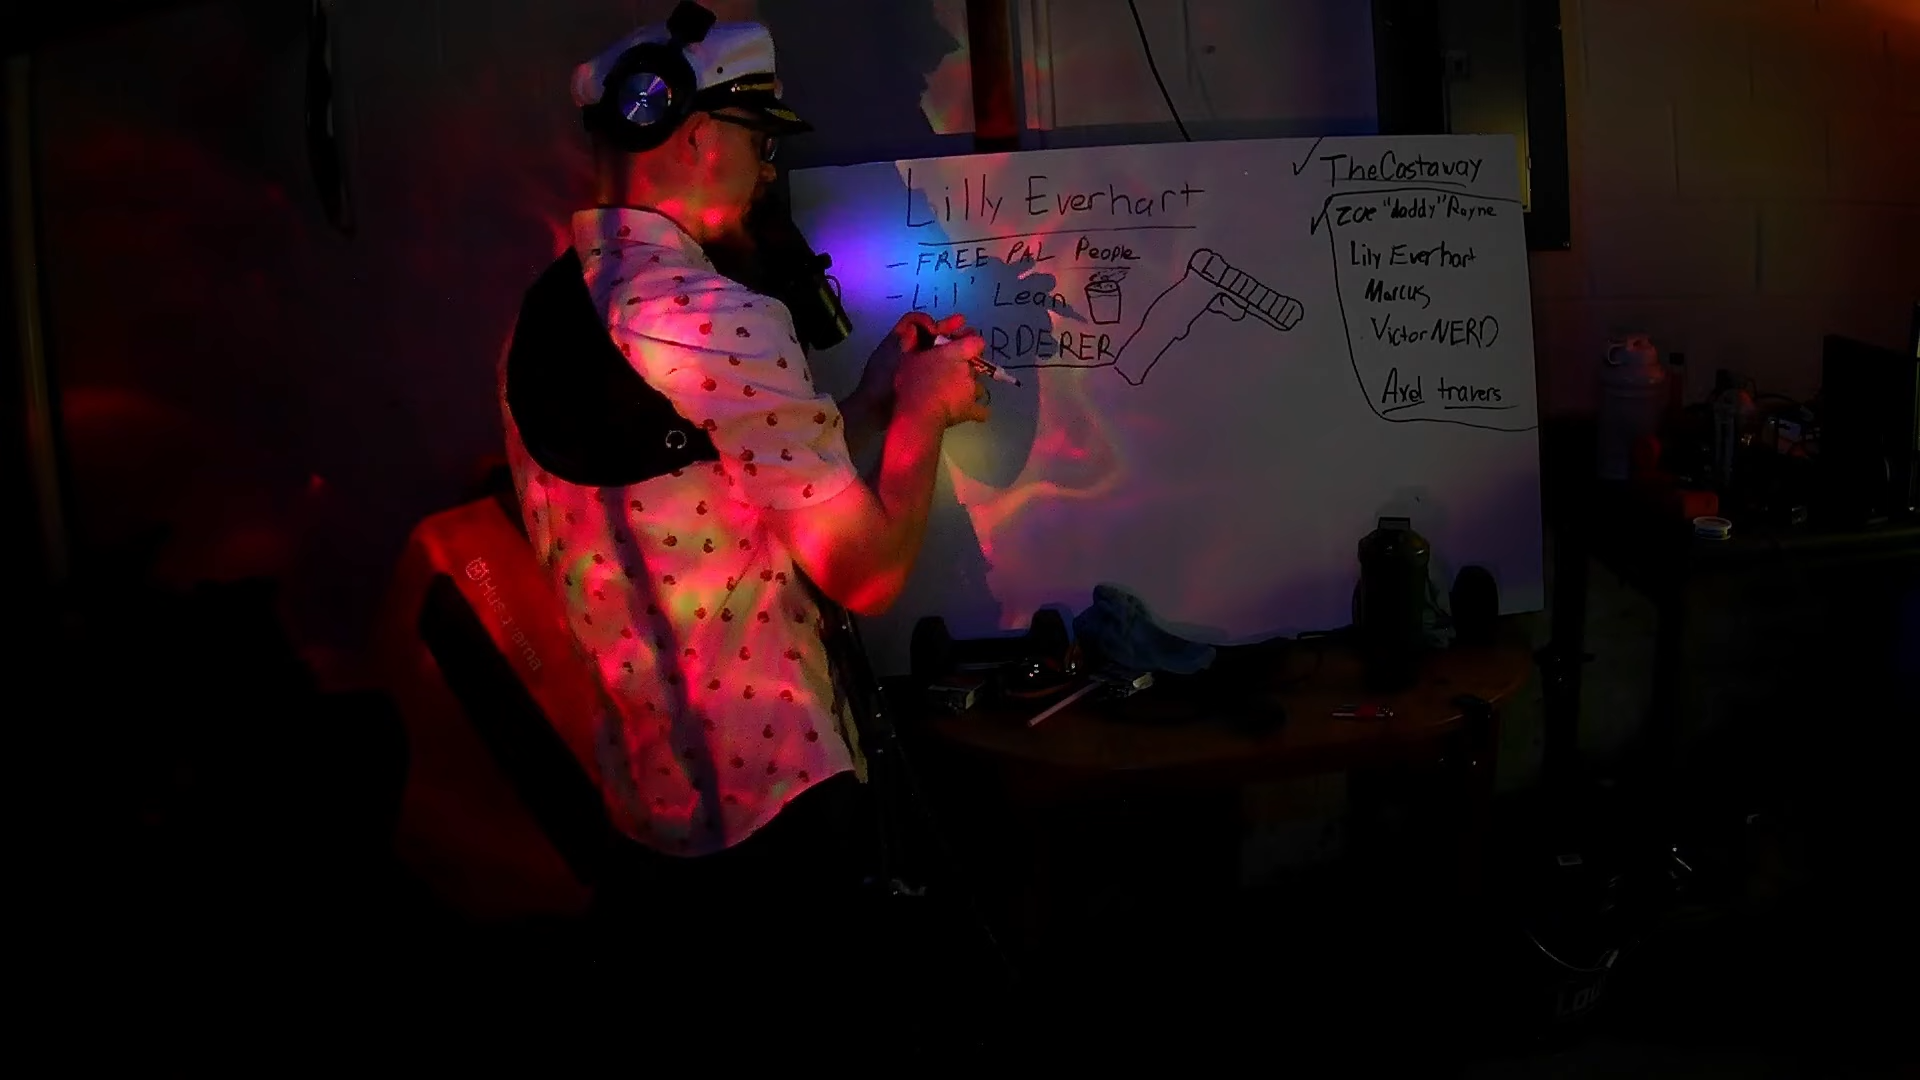 Lilly Everhart
- FREE PAL People
- Lil' Lean
RDERER
✓ TheCastaway
✓ Zoe "daddy" Rayne
Lily Everhart
Marcus
Victor NERD
Axel travers
Husqvarna